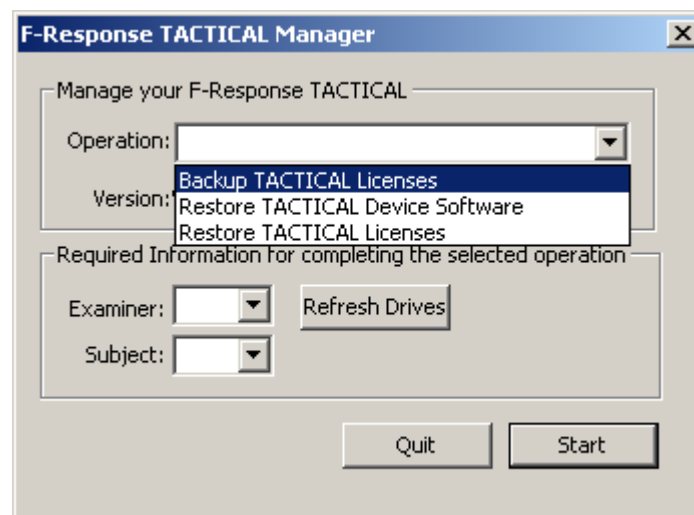 F-Response TACTICAL Manager
Manage your F-Response TACTICAL
Operation:
Backup TACTICAL Licenses
Version:
Restore TACTICAL Device Software
Restore TACTICAL Licenses
Required Information for completing the selected operation
Examiner:
Refresh Drives
Subject:
Quit
Start